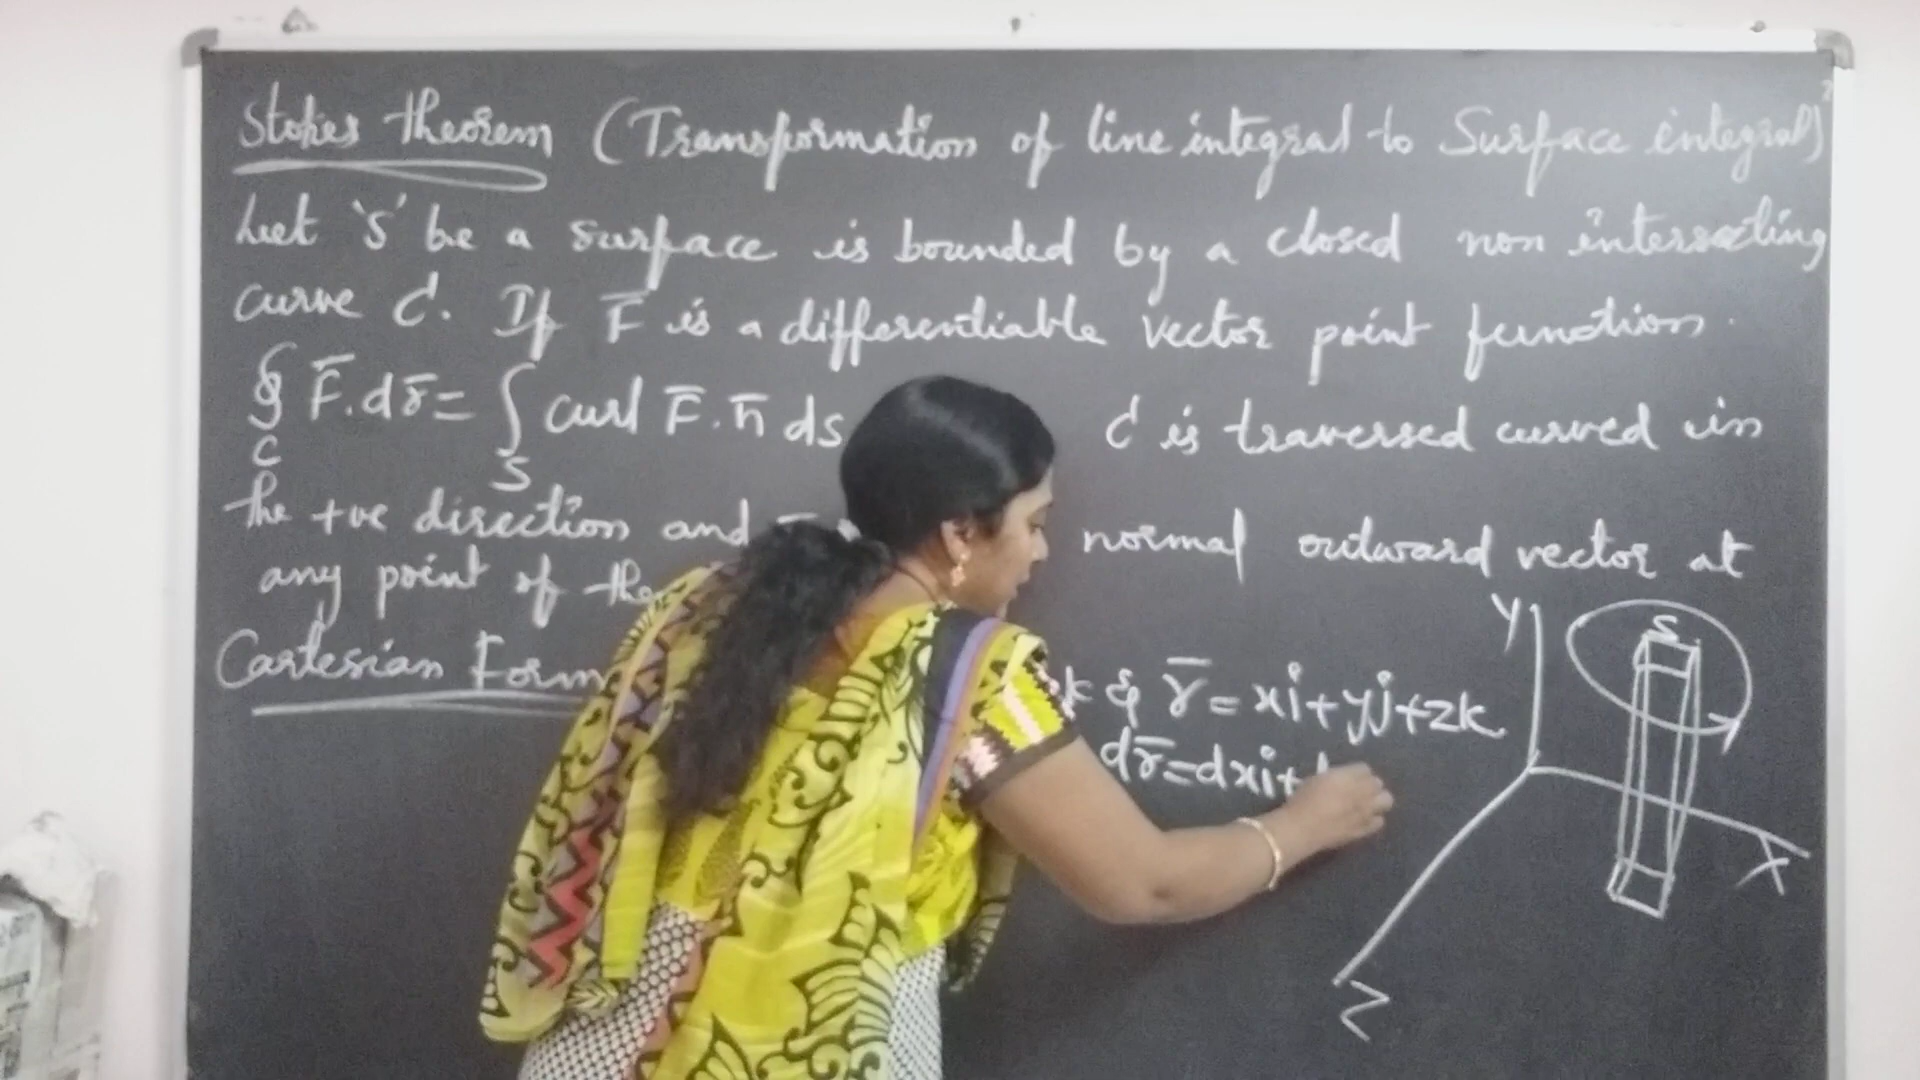 Stokes theorem (Transformation of line integral to Surface integral)
Let 'S' be a surface is bounded by a closed non intersecting
curve C. If F̄ is a differentiable vector point function.
∮ F̄.dr̄ = ∫ curl F̄.n̄ ds C is traversed curved in
C S
the +ve direction and normal outward vector at
any point of the
Cartesian Form k & r̄ = xi+yj+zk
dr̄=dxi+
Y
S
X
Z